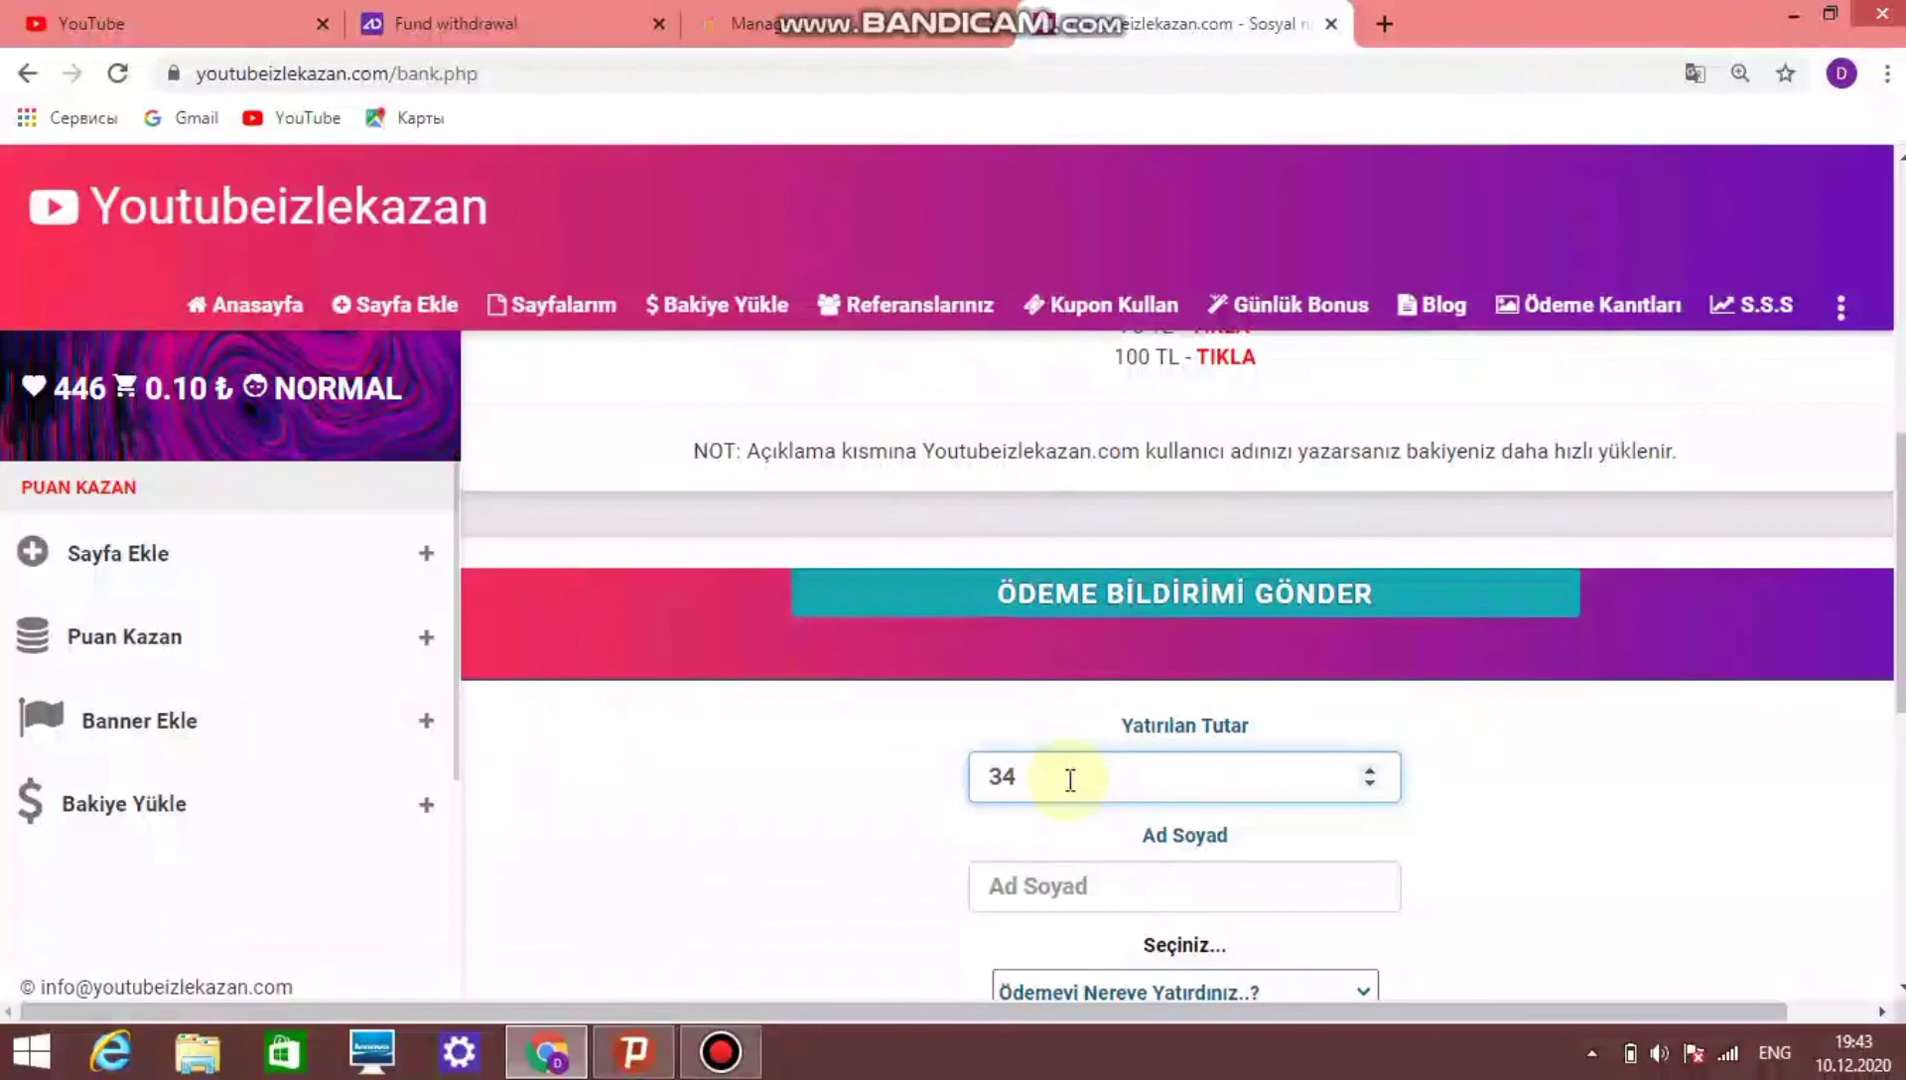 YouTube
Fund withdrawal
Manag
eizlekazan.com - Sosyal
www.BANDICAM.com
youtubeizlekazan.com/bank.php
D
Сервисы
Gmail
YouTube
Карты
Youtubeizlekazan
Anasayfa
Sayfa Ekle
Sayfalarım
$ Bakiye Yükle
Referanslarınız
Kupon Kullan
Günlük Bonus
Blog
Ödeme Kanıtları
S.S.S
446 0.10 ₺ NORMAL
100 TL - TIKLA
NOT: Açıklama kısmına Youtubeizlekazan.com kullanıcı adınızı yazarsanız bakiyeniz daha hızlı yüklenir.
PUAN KAZAN
Sayfa Ekle +
Puan Kazan +
Banner Ekle +
$ Bakiye Yükle +
ÖDEME BİLDİRİMİ GÖNDER
Yatırılan Tutar
34
Ad Soyad
Ad Soyad
Seçiniz...
Ödemeyi Nereye Yatırdınız..?
© info@youtubeizlekazan.com
ENG
19:43
10.12.2020